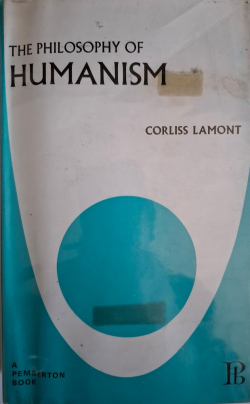 THE PHILOSOPHY OF
HUMANISM
CORLISS LAMONT
A
PEMBERTON
BOOK
PB